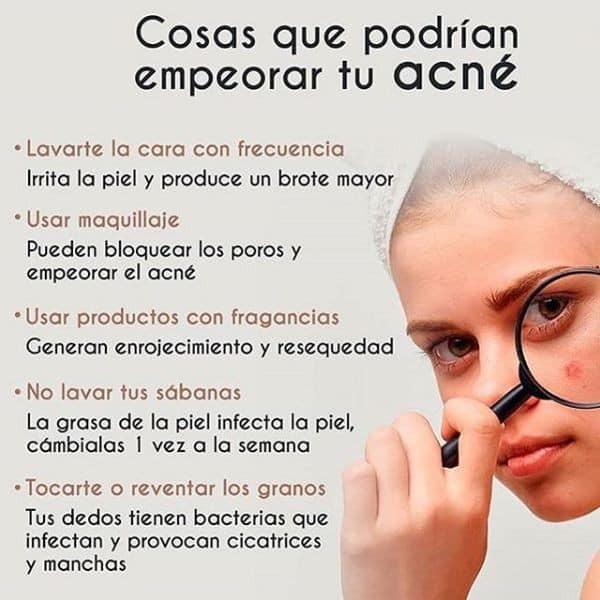 Cosas que podrían
empeorar tu acné
• Lavarte la cara con frecuencia
Irrita la piel y produce un brote mayor
• Usar maquillaje
Pueden bloquear los poros y
empeorar el acné
• Usar productos con fragancias
Generan enrojecimiento y resequedad
• No lavar tus sábanas
La grasa de la piel infecta la piel,
cámbialas 1 vez a la semana
• Tocarte o reventar los granos
Tus dedos tienen bacterias que
infectan y provocan cicatrices
y manchas